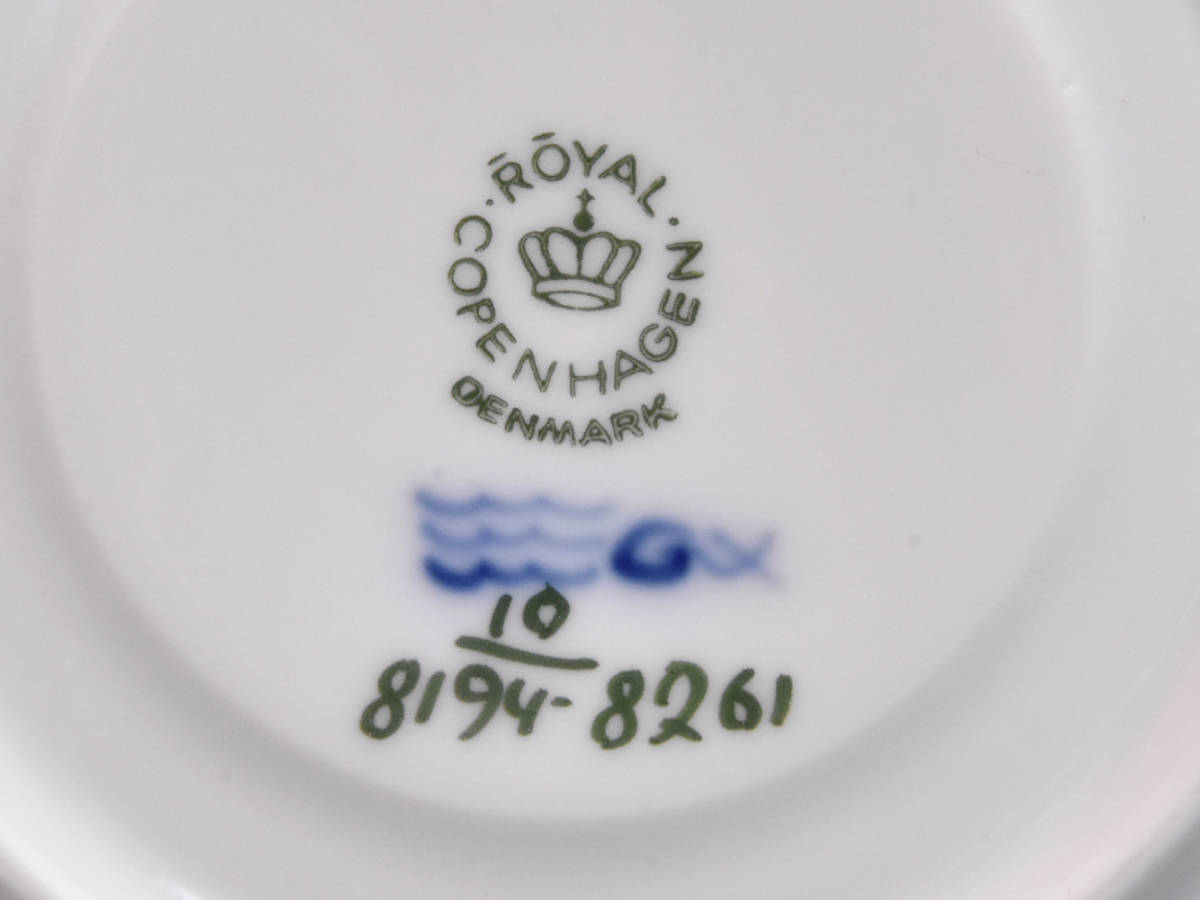 ROYAL.
COPENHAGEN
DENMARK
10
8194-8261